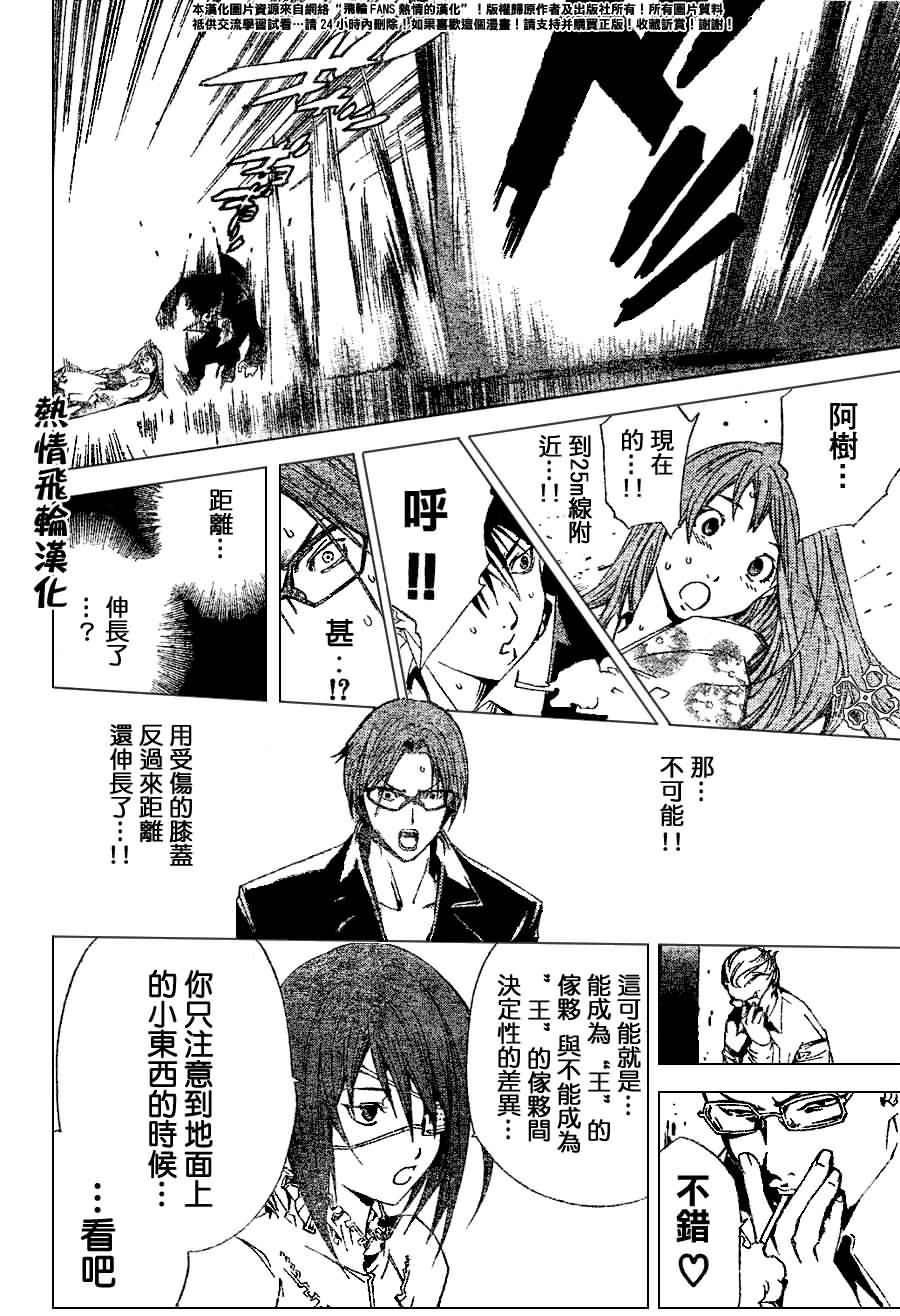 本漢化圖片資源來自網絡“飛輪FANS熱情的漢化”！版權歸原作者及出版社所有！所有圖片資料
祗供交流學習試看…請24小時內刪除！如果喜歡這個漫畫！請支持并購買正版！收藏訢賞！謝謝！
阿樹…
現在
的…!!
到25m線附
近…!!
呼!!
甚…!?
距離…
伸長了
…?
熱情飛輪漢化
那…
不可能!!
用受傷的膝蓋
反過來距離
還伸長了…!!
不錯♡
這可能就是…
能成為“王”的
傢夥 與不能成為
”王”的傢夥間
決定性的差異…
你只注意到地面上
的小東西的時候…
…看吧